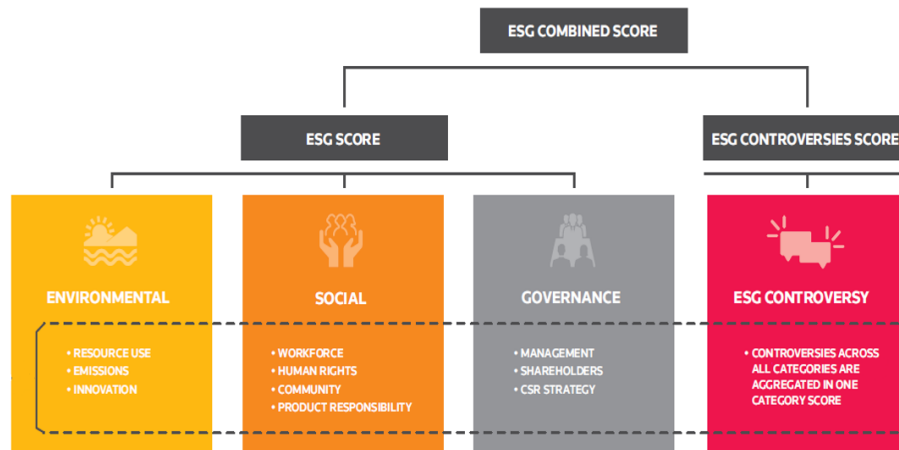 ESG COMBINED SCORE
ESG SCORE
ESG CONTROVERSIES SCORE
ENVIRONMENTAL
• RESOURCE USE
• EMISSIONS
• INNOVATION
SOCIAL
• WORKFORCE
• HUMAN RIGHTS
• COMMUNITY
• PRODUCT RESPONSIBILITY
GOVERNANCE
• MANAGEMENT
• SHAREHOLDERS
• CSR STRATEGY
ESG CONTROVERSY
• CONTROVERSIES ACROSS
ALL CATEGORIES ARE
AGGREGATED IN ONE
CATEGORY SCORE